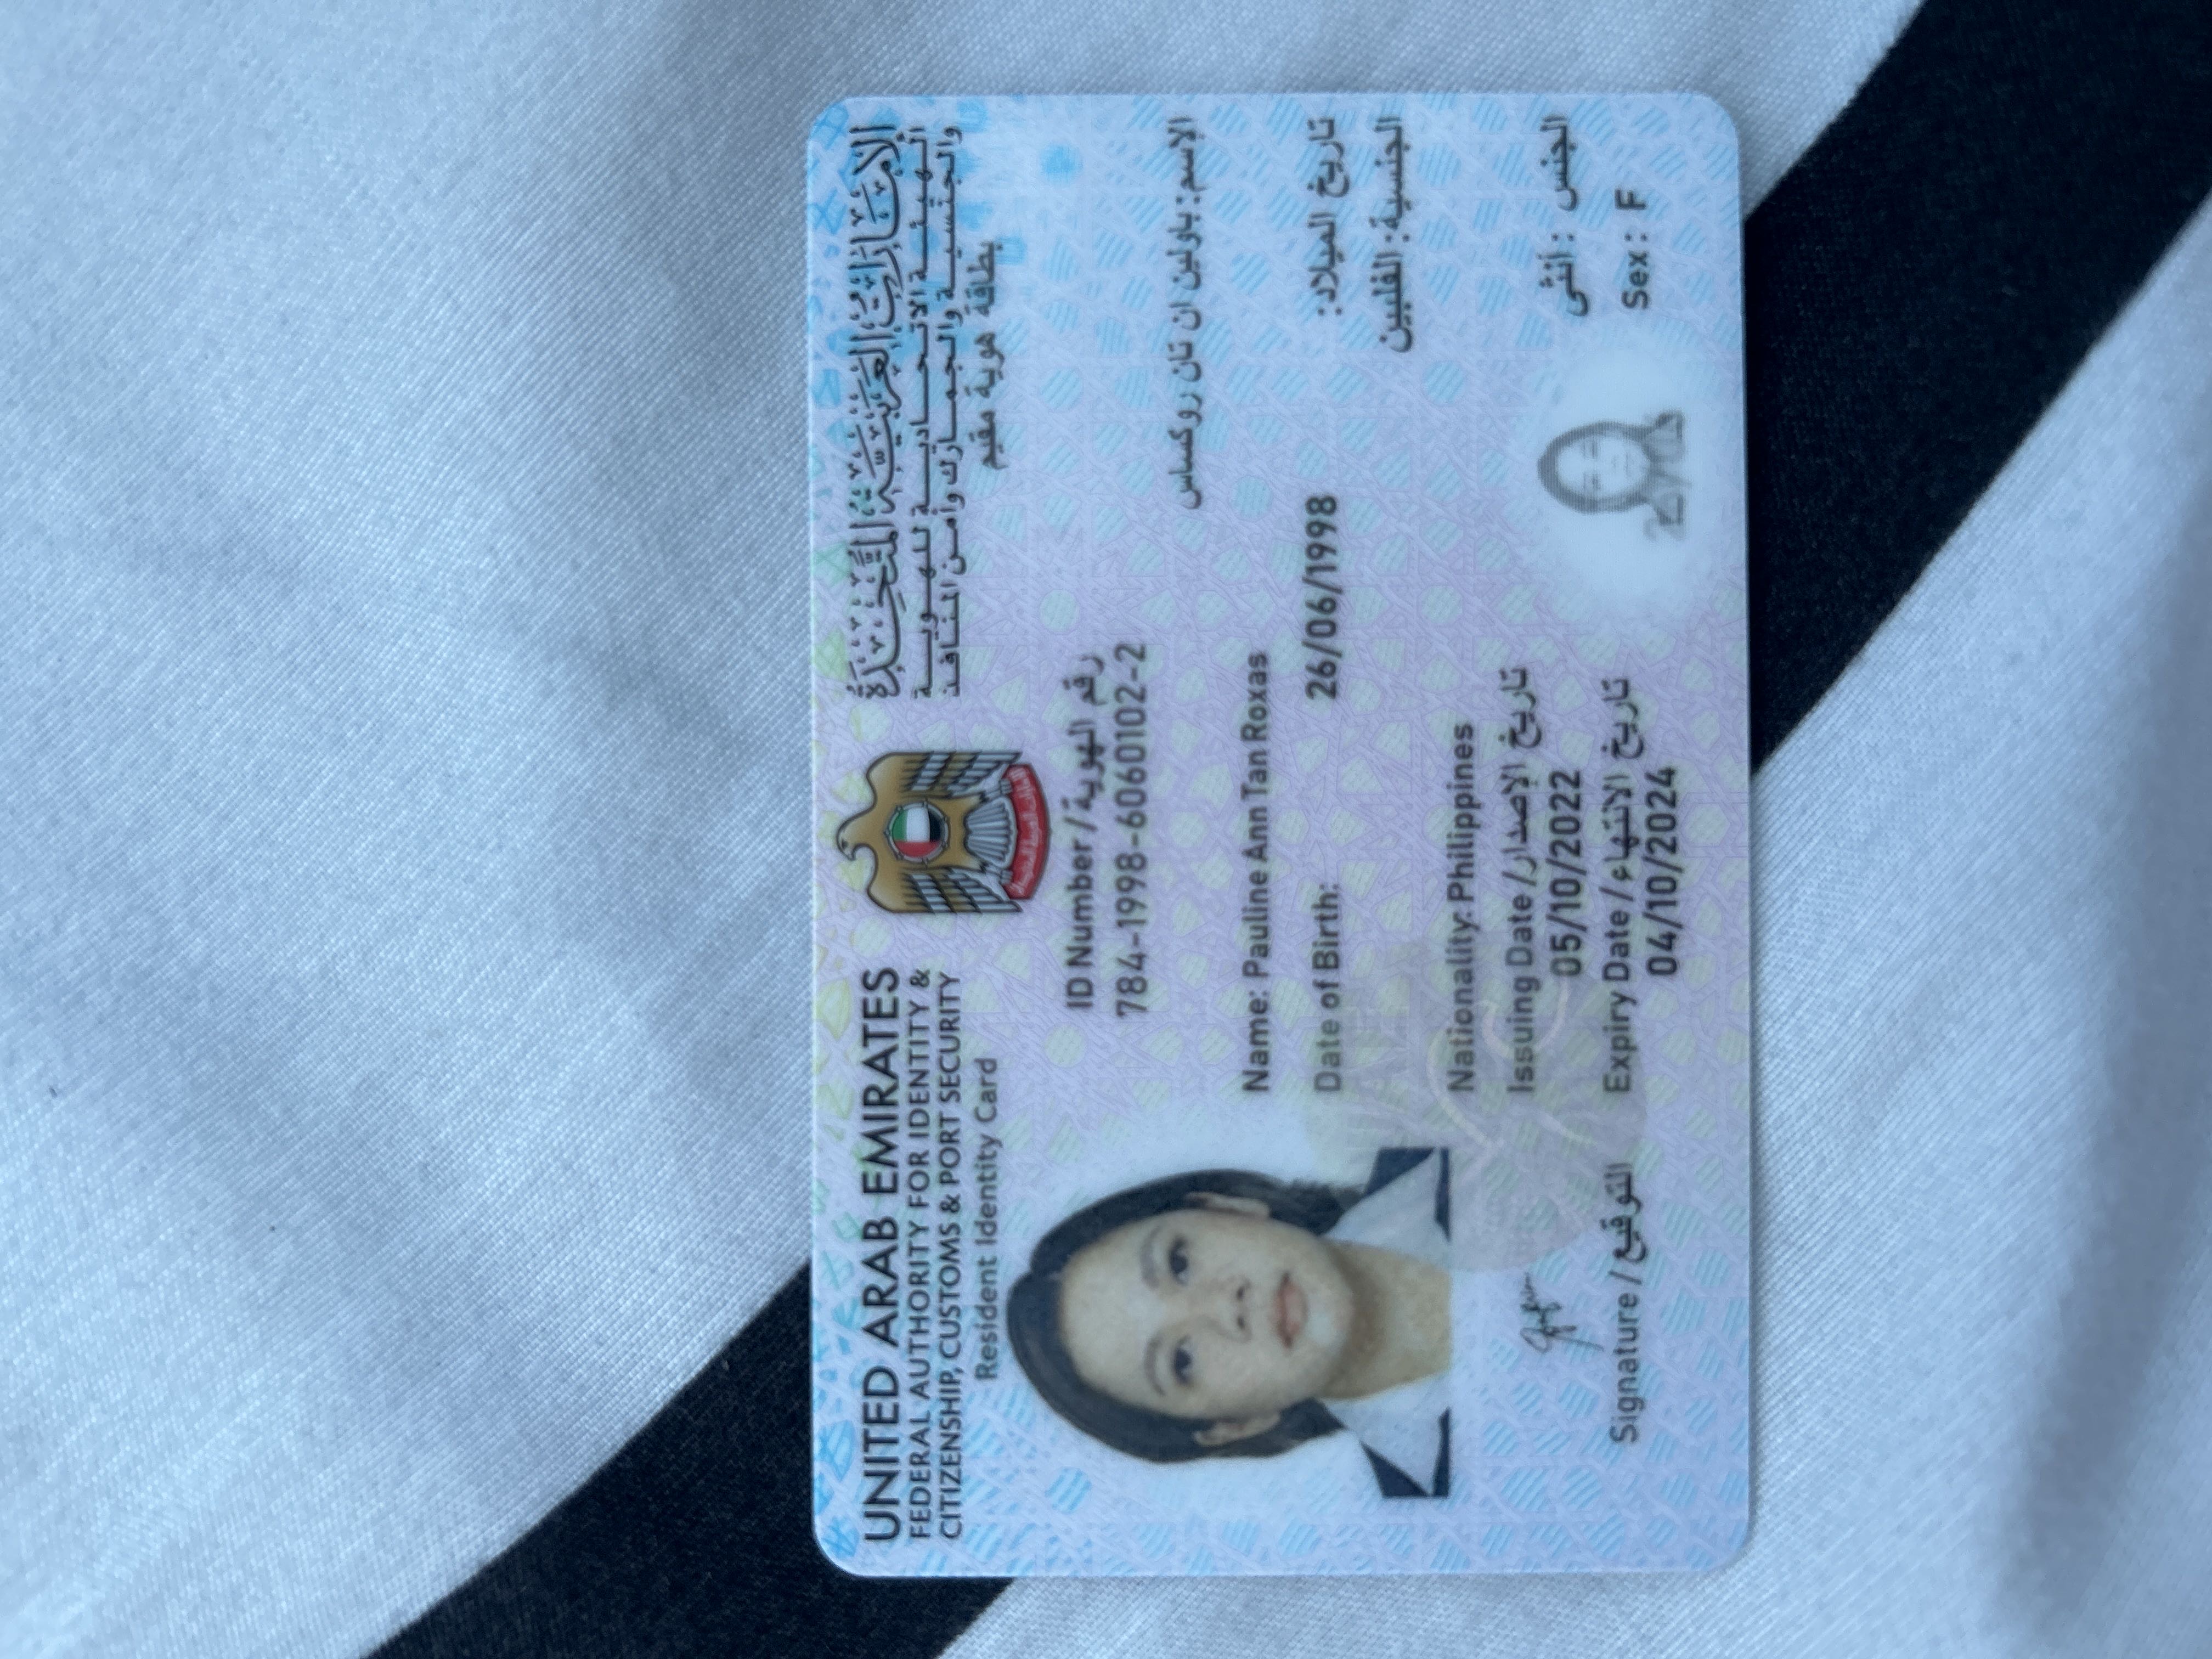 UNITED ARAB EMIRATES
FEDERAL AUTHORITY FOR IDENTITY &
CITIZENSHIP, CUSTOMS & PORT SECURITY
Resident Identity Card
الإمارات العربية المتحدة
الهيئة الاتحادية للهوية
والجنسية والجمارك وأمن المنافذ
بطاقة هوية مقيم
ID Number / رقم الهوية
784-1998-6060102-2
الإسم: باولين ان تان روكساس
Name: Pauline Ann Tan Roxas
Date of Birth: 26/06/1998 تاريخ الميلاد:
الجنسية: الفلبين
Nationality: Philippines
Issuing Date / تاريخ الإصدار
05/10/2022
Expiry Date / تاريخ الانتهاء
04/10/2024
الجنس : أنثى
Sex: F
Signature / التوقيع
UAE